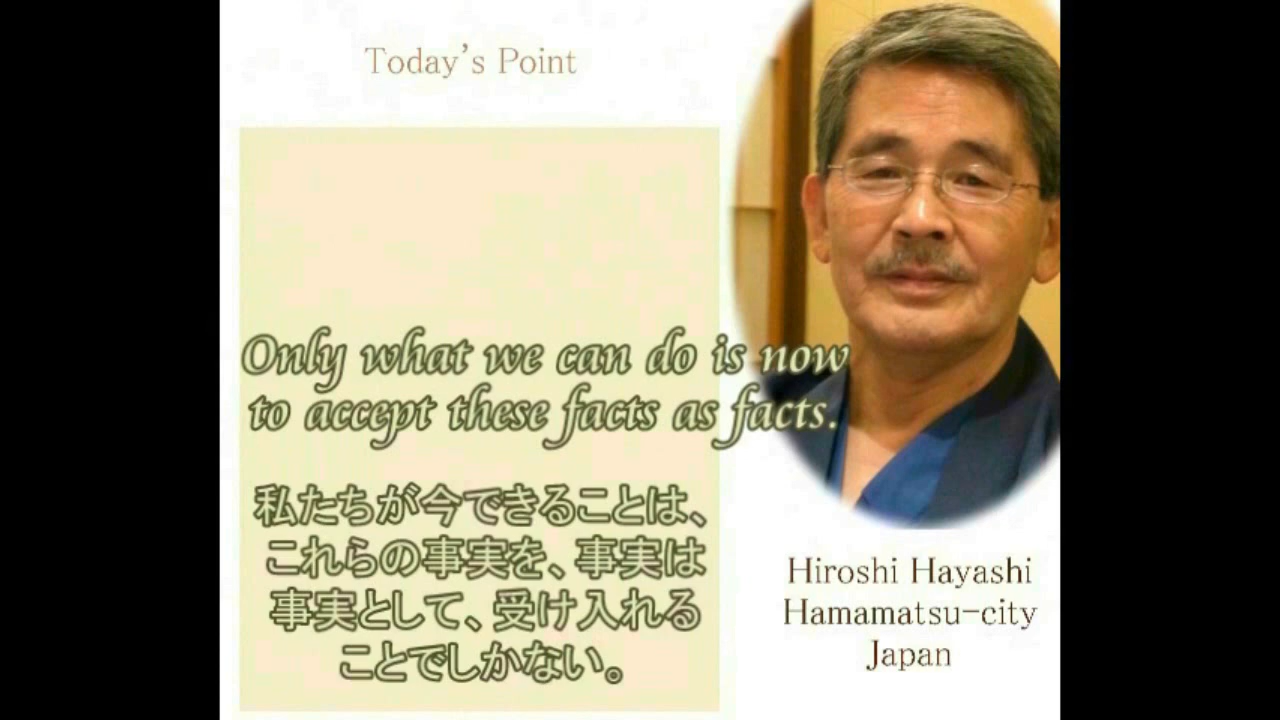 Today's Point
Only what we can do is now
to accept these facts as facts.
私たちが今できることは、
これらの事実を、事実は
事実として、受け入れる
ことでしかない。
Hiroshi Hayashi
Hamamatsu-city
Japan